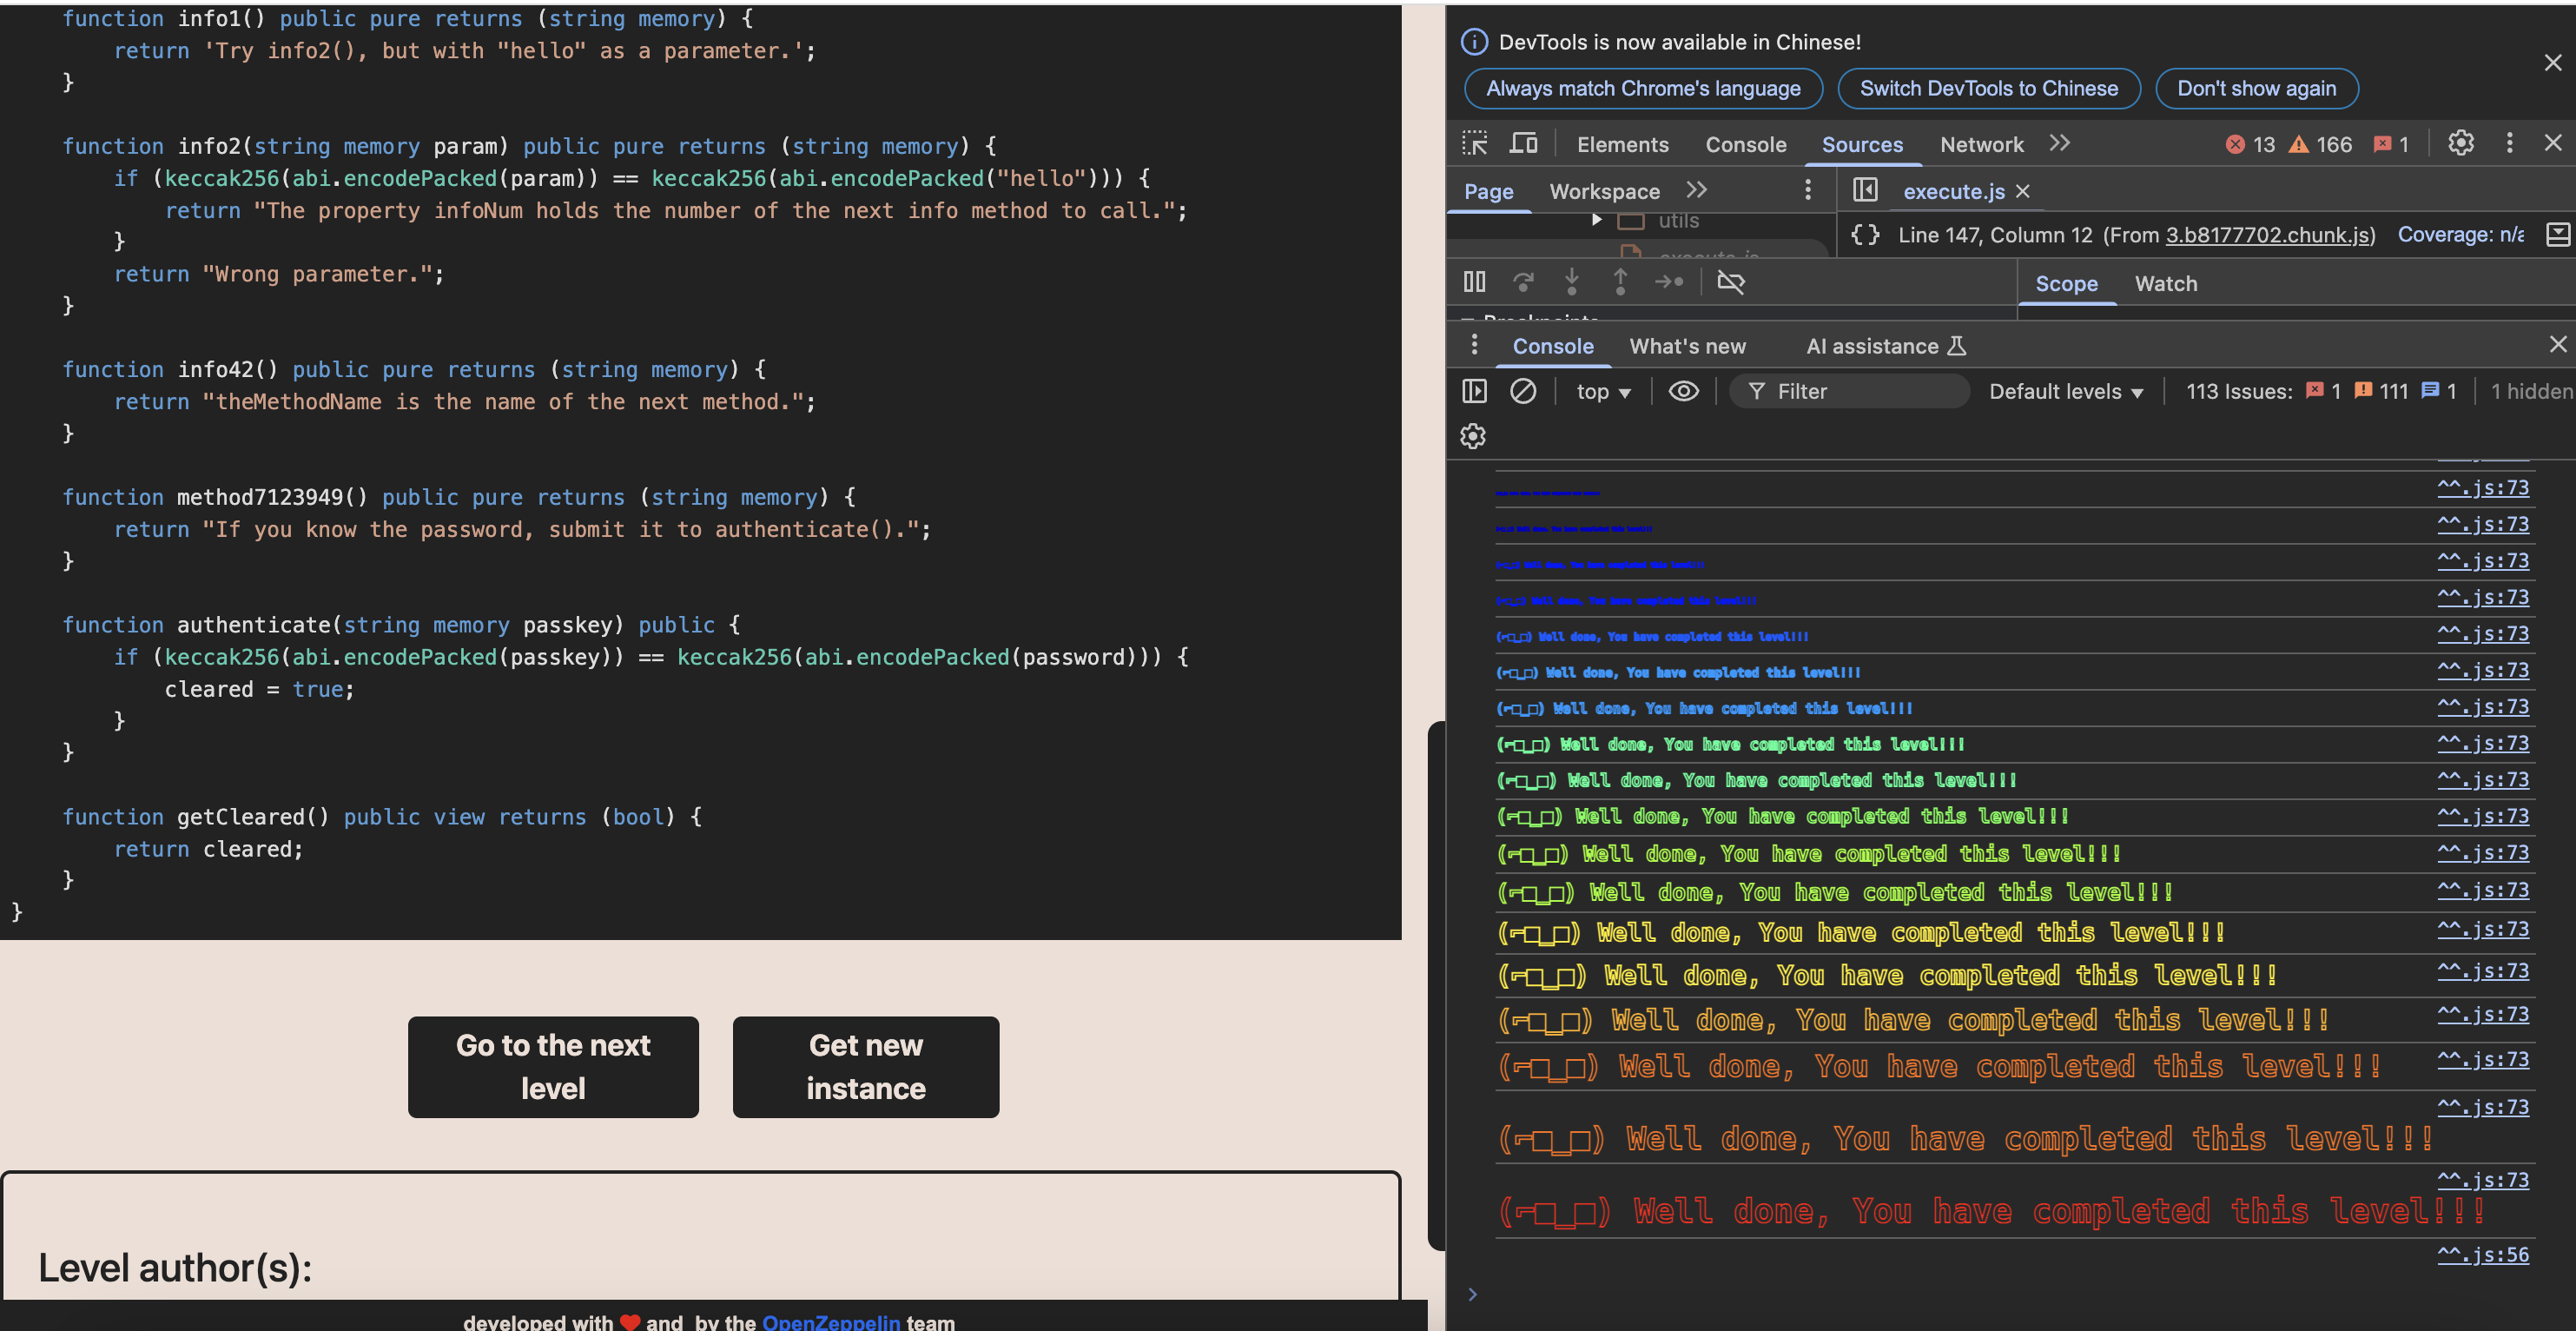 function info1() public pure returns (string memory) {
return 'Try info2(), but with "hello" as a parameter.';
}
function info2(string memory param) public pure returns (string memory) {
if (keccak256(abi.encodePacked(param)) == keccak256(abi.encodePacked("hello"))) {
return "The property infoNum holds the number of the next info method to call.";
}
return "Wrong parameter.";
}
function info42() public pure returns (string memory) {
return "theMethodName is the name of the next method.";
}
function method7123949() public pure returns (string memory) {
return "If you know the password, submit it to authenticate().";
}
function authenticate(string memory passkey) public {
if (keccak256(abi.encodePacked(passkey)) == keccak256(abi.encodePacked(password))) {
cleared = true;
}
}
function getCleared() public view returns (bool) {
return cleared;
}
}
Go to the next level
Get new instance
Level author(s):
developed with ❤ and by the OpenZeppelin team
DevTools is now available in Chinese!
Always match Chrome's language
Switch DevTools to Chinese
Don't show again
Elements Console Sources Network 13 166 1
Page Workspace execute.js
utils
{} Line 147, Column 12 (From 3.b8177702.chunk.js) Coverage: n/a
Scope Watch
Breakpoints
Console What's new AI assistance
top Filter Default levels 113 Issues: 1 111 1 1 hidden
^^.js:73
^^.js:73
(⌐□_□) Well done, You have completed this level!!! ^^.js:73
(⌐□_□) Well done, You have completed this level!!! ^^.js:73
(⌐□_□) Well done, You have completed this level!!! ^^.js:73
(⌐□_□) Well done, You have completed this level!!! ^^.js:73
(⌐□_□) Well done, You have completed this level!!! ^^.js:73
(⌐□_□) Well done, You have completed this level!!! ^^.js:73
(⌐□_□) Well done, You have completed this level!!! ^^.js:73
(⌐□_□) Well done, You have completed this level!!! ^^.js:73
(⌐□_□) Well done, You have completed this level!!! ^^.js:73
(⌐□_□) Well done, You have completed this level!!! ^^.js:73
(⌐□_□) Well done, You have completed this level!!! ^^.js:73
(⌐□_□) Well done, You have completed this level!!! ^^.js:73
(⌐□_□) Well done, You have completed this level!!! ^^.js:73
(⌐□_□) Well done, You have completed this level!!! ^^.js:73
^^.js:73
(⌐□_□) Well done, You have completed this level!!!
^^.js:73
(⌐□_□) Well done, You have completed this level!!!
^^.js:56